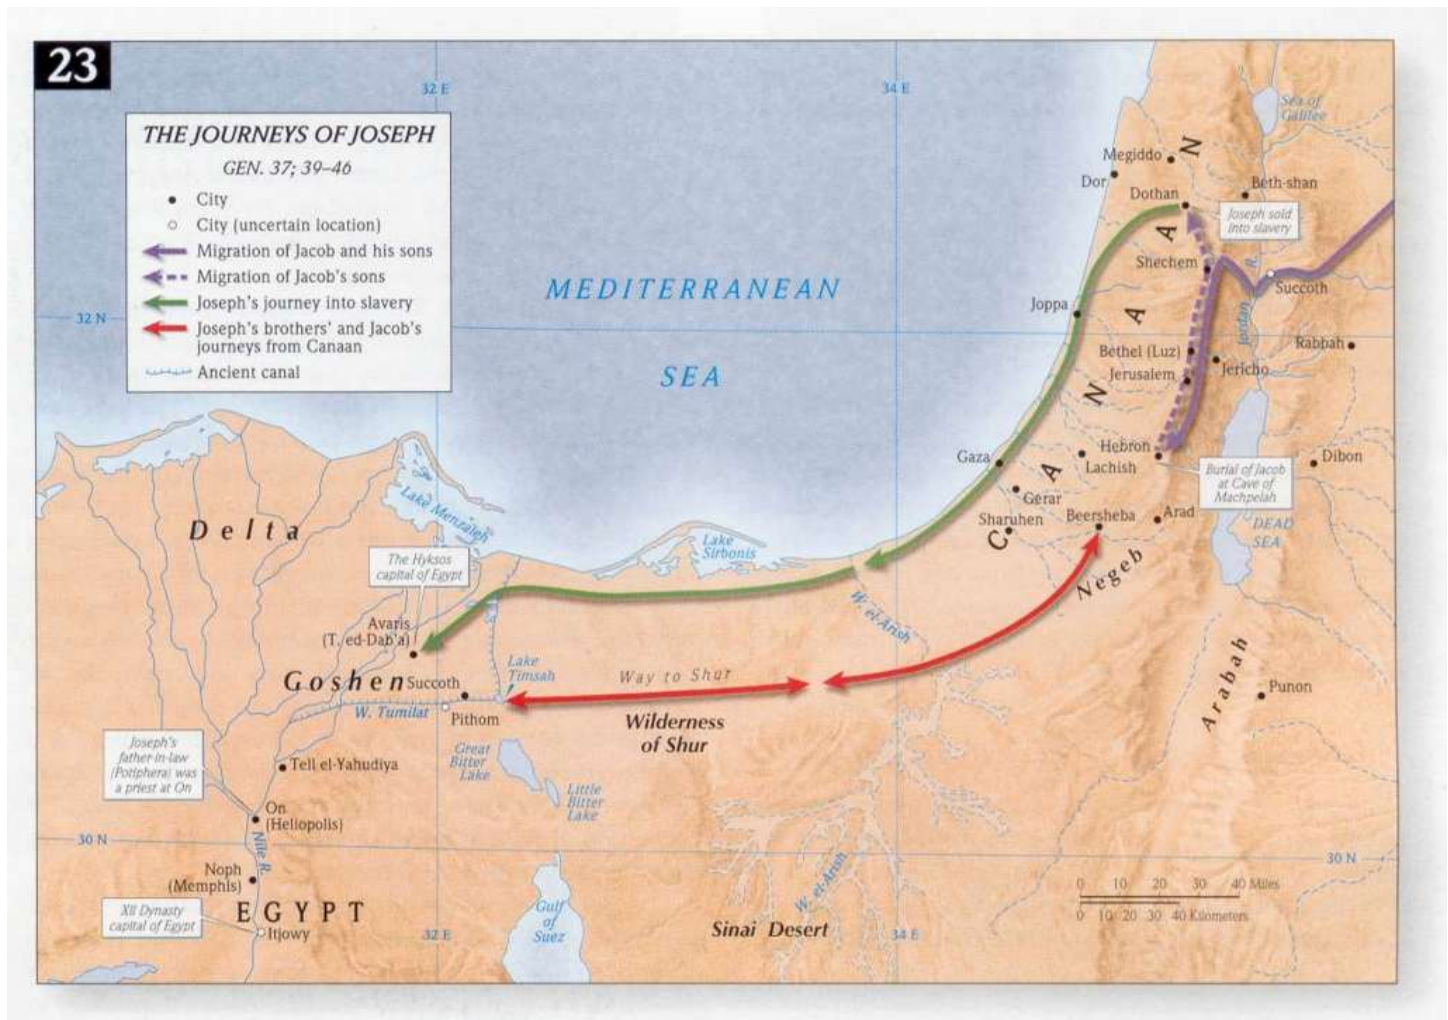 23
THE JOURNEYS OF JOSEPH
GEN. 37; 39–46
City
City (uncertain location)
Migration of Jacob and his sons
Migration of Jacob's sons
Joseph's journey into slavery
Joseph's brothers' and Jacob's
journeys from Canaan
Ancient canal
32 E
34 E
Sea of
Galilee
Megiddo
Dor
Dothan
Beth-shan
Joseph sold
into slavery
Shechem
Succoth
Jordan R.
MEDITERRANEAN
SEA
32 N
Joppa
CANAAN
Bethel (Luz)
Rabbah
Jerusalem
Jericho
Hebron
Gaza
Lachish
Dibon
Burial of Jacob
at Cave of
Machpelah
Gerar
Sharuhen
Beersheba
Arad
DEAD
SEA
Negeb
Delta
Lake Menzaleh
Lake
Sirbonis
The Hyksos
capital of Egypt
W. el-Arish
Avaris
(T. ed-Dab'a)
Goshen
Succoth
Lake
Timsah
Way to Shur
Arabbah
Punon
W. Tumilat
Pithom
Wilderness
of Shur
Great
Bitter
Lake
Little
Bitter
Lake
Joseph's
father-in-law
(Potiphera) was
a priest at On
Tell el-Yahudiya
On
(Heliopolis)
30 N
30 N
Nile R.
Noph
(Memphis)
XII Dynasty
capital of Egypt
EGYPT
Itjowy
32 E
Gulf
of
Suez
W. el-Arish
Sinai Desert
34 E
0 10 20 30 40 Miles
0 10 20 30 40 Kilometers